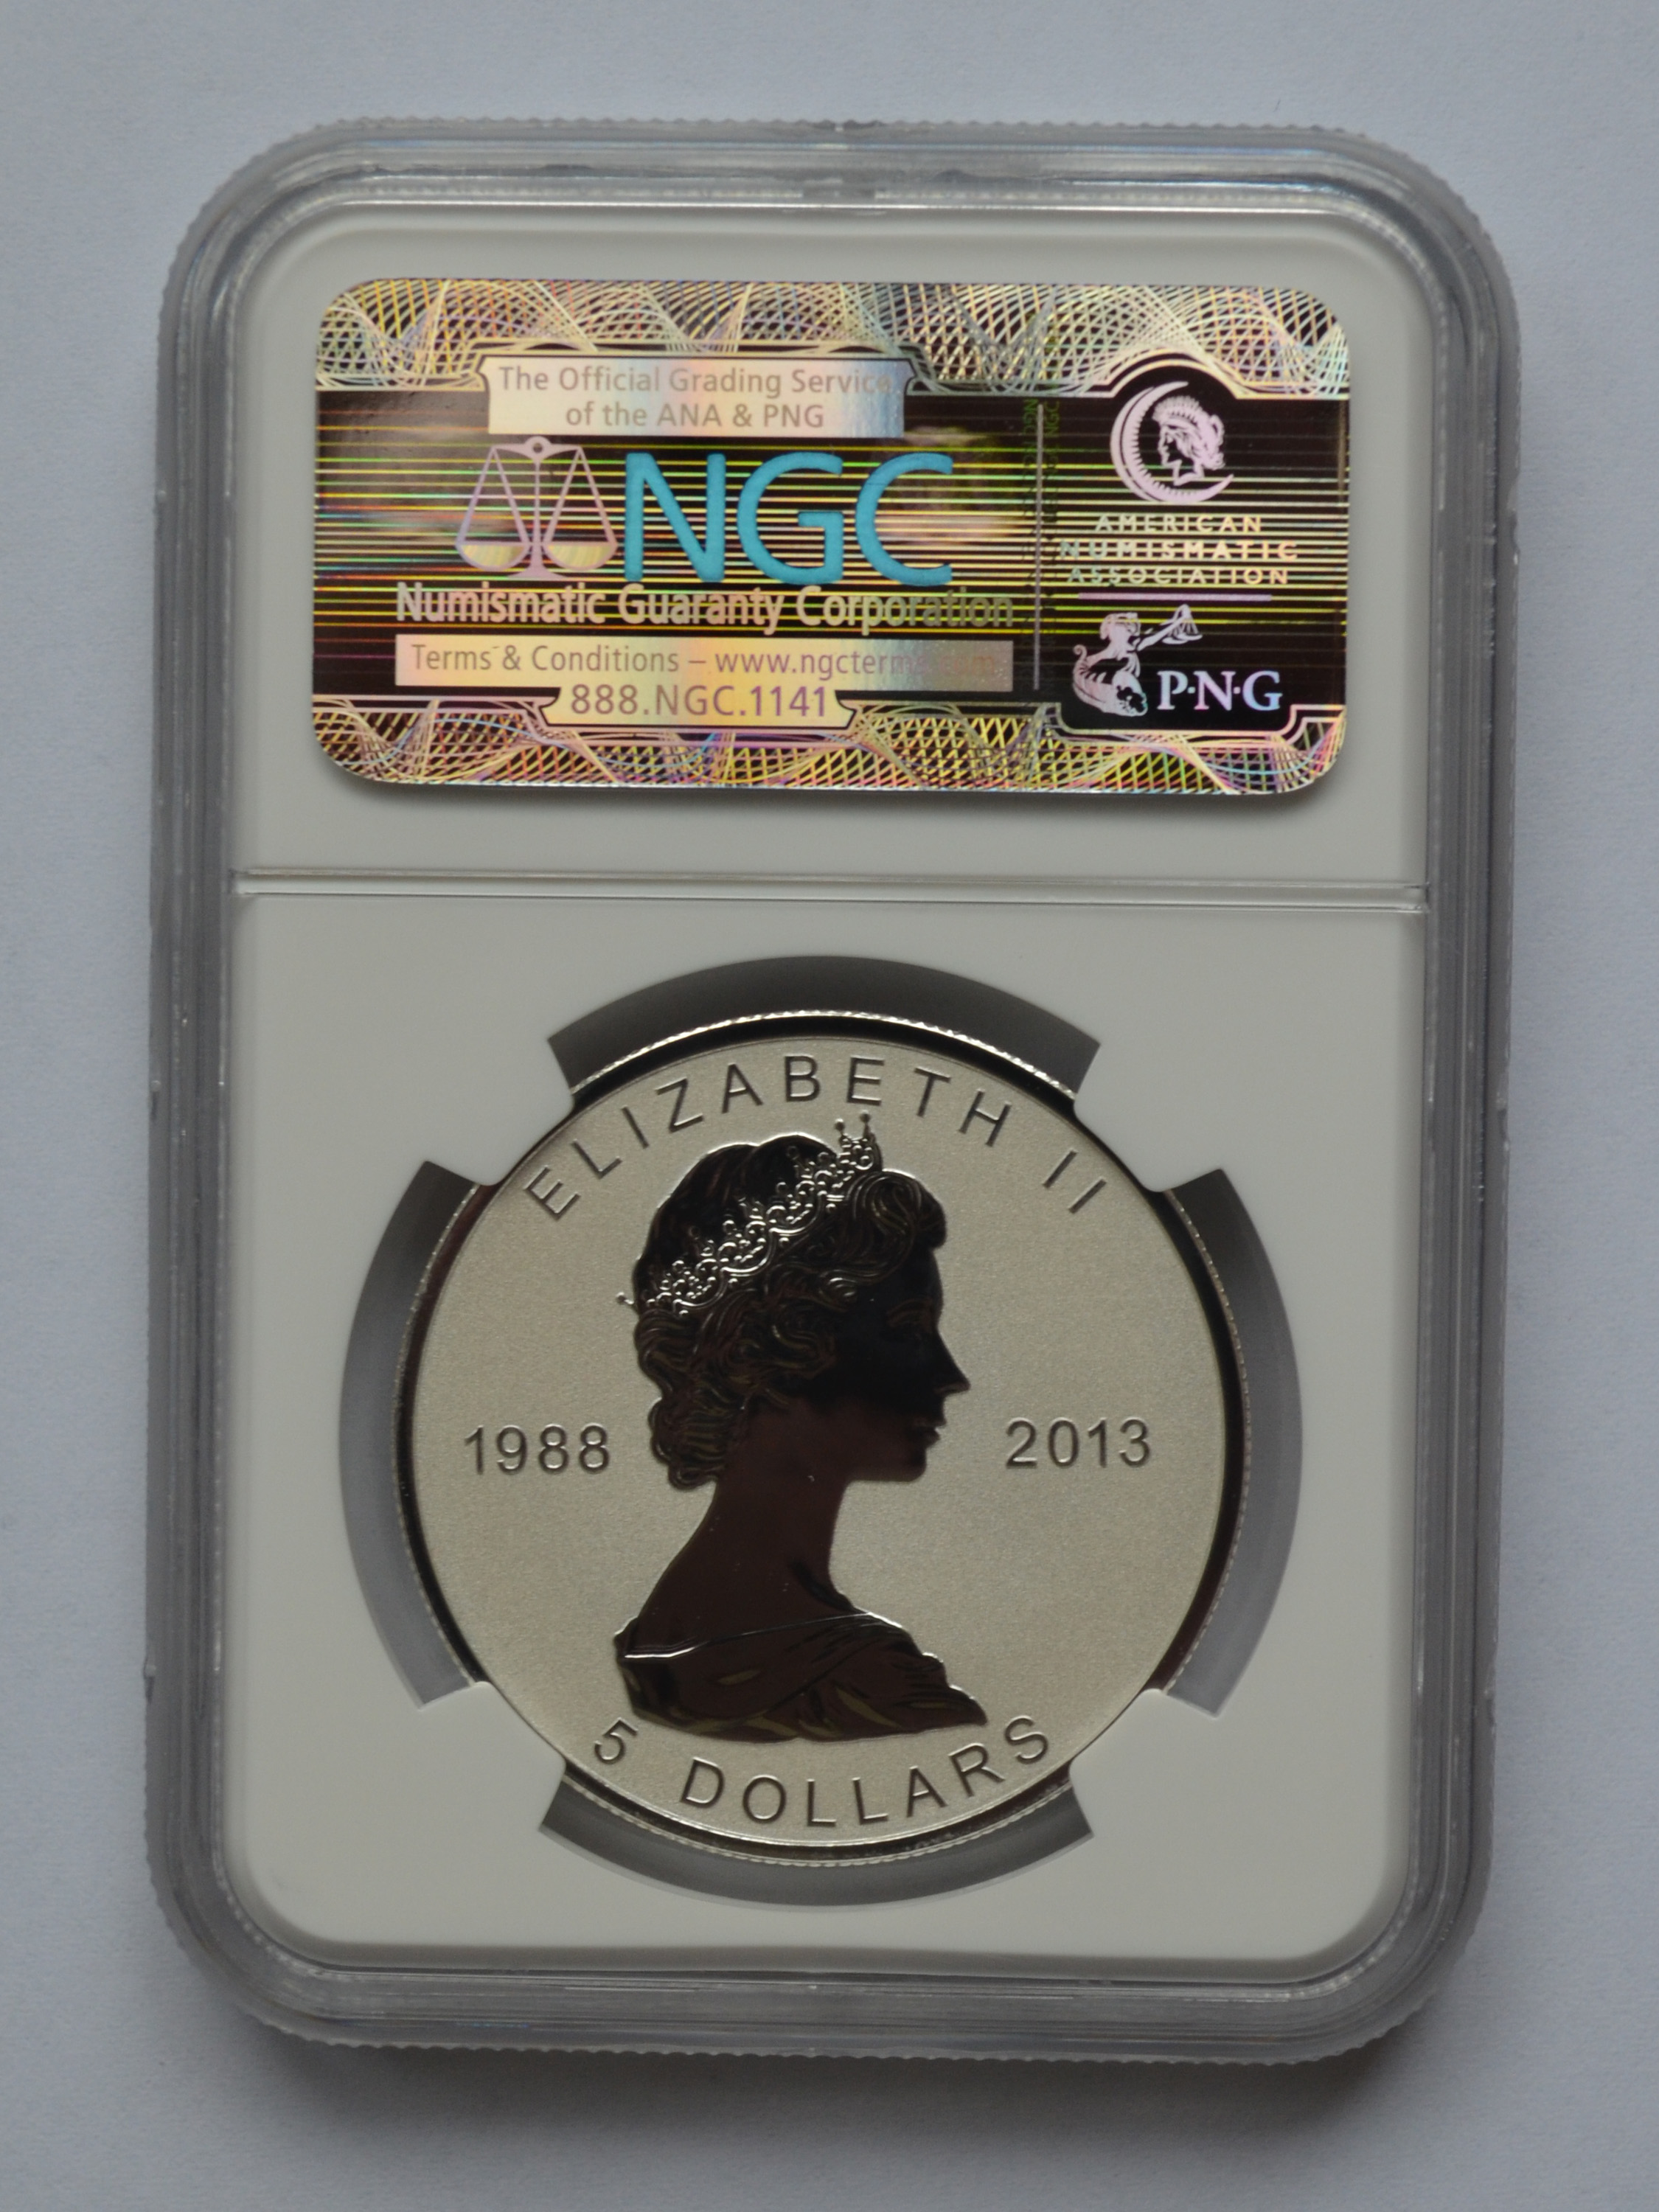 The Official Grading Service
of the ANA & PNG
NGC
Numismatic Guaranty Corporation
Terms & Conditions – www.ngcterms.com
888.NGC.1141
AMERICAN
NUMISMATIC
ASSOCIATION
P·N·G
ELIZABETH II
1988 2013
5 DOLLARS